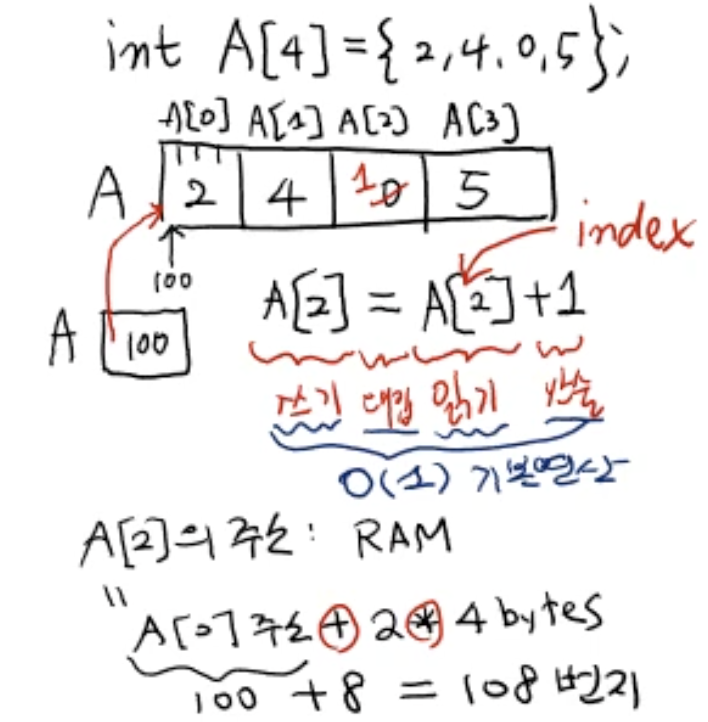 int A[4]={2,4,0,5};
A[0] A[1] A[2] A[3]
A 2 4 1 0 5
index
100
A[2] = A[2]+1
A 100
쓰기 대입 읽기 산술
O(1) 기본연산
A[2]의 주소: RAM
"
A[0] 주소 + 2 * 4 bytes
100 + 8 = 108 번지